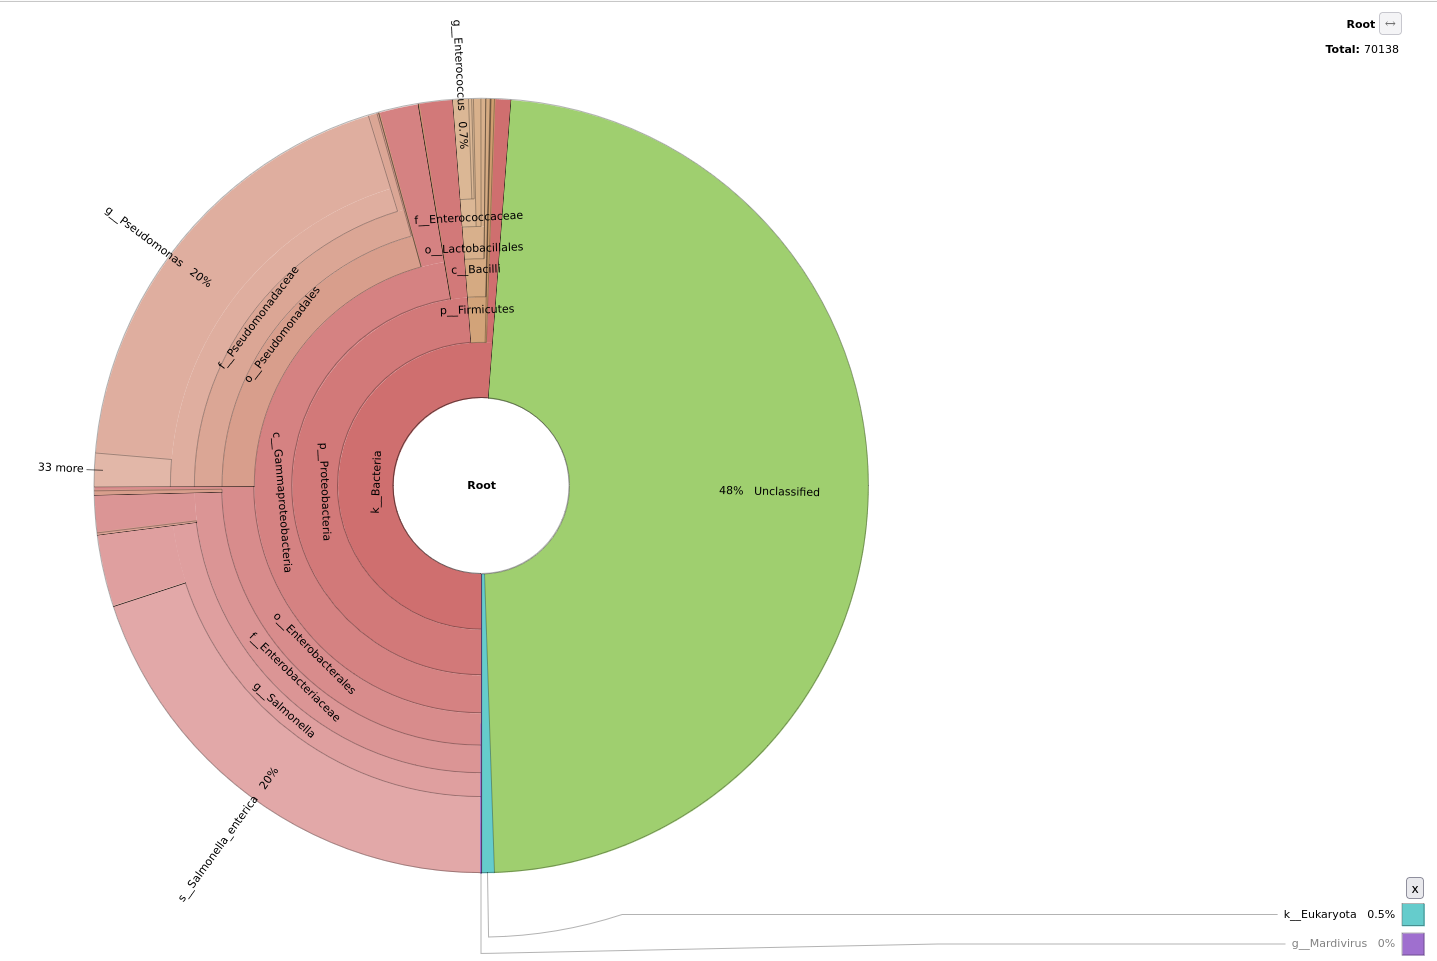 Root ↔
Total: 70138
g__Enterococcus 0.7%
g__Pseudomonas 20%
f__Enterococcaceae
o__Lactobacillales
c__Bacilli
p__Firmicutes
f__Pseudomonadaceae
o__Pseudomonadales
33 more
c__Gammaproteobacteria
p__Proteobacteria
k__Bacteria
Root
48% Unclassified
o__Enterobacterales
f__Enterobacteriaceae
g__Salmonella
s__Salmonella_enterica 20%
x
k__Eukaryota 0.5%
g__Mardivirus 0%